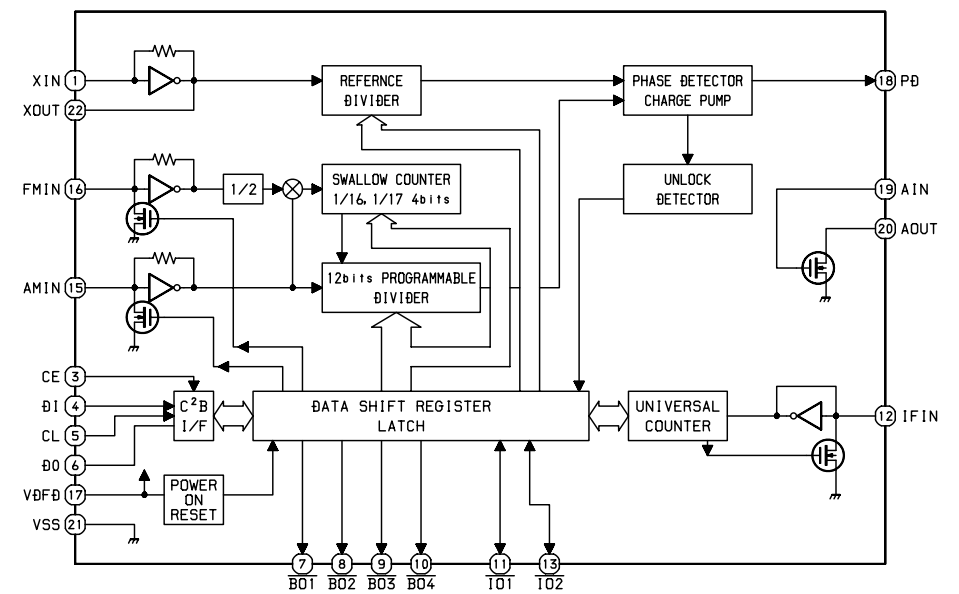 XIN 1
REFERNCE
DIVIDER
PHASE DETECTOR
CHARGE PUMP
18 PD
XOUT 22
FMIN 16
1/2
SWALLOW COUNTER
1/16, 1/17 4bits
UNLOCK
DETECTOR
19 AIN
20 AOUT
AMIN 15
12bits PROGRAMMABLE
DIVIDER
CE 3
DI 4
CL 5
DO 6
C²B
I/F
DATA SHIFT REGISTER
LATCH
UNIVERSAL
COUNTER
12 IFIN
VDFD 17
POWER
ON
RESET
VSS 21
7 8 9 10 11 13
BO1 BO2 BO3 BO4 IO1 IO2